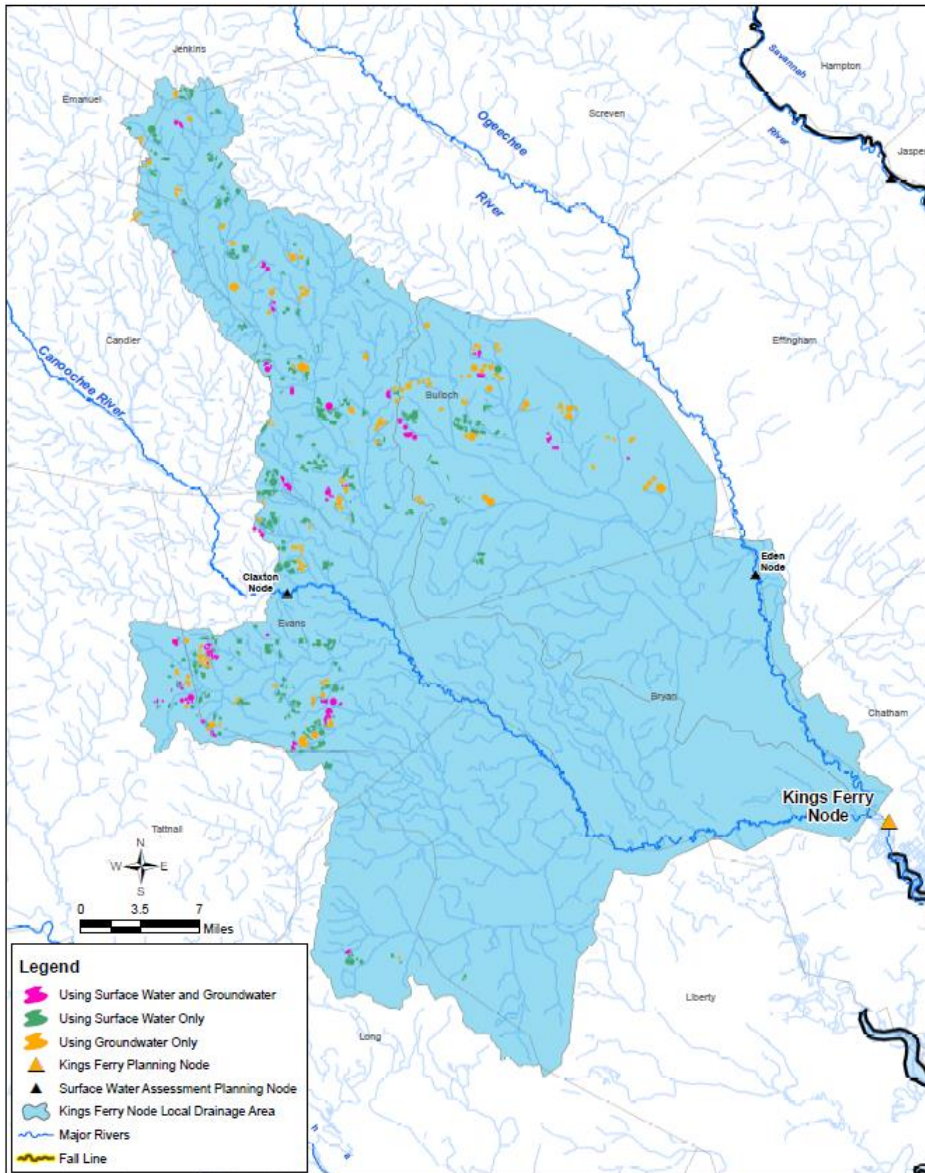 Jenkins
Emanuel
Savannah
Hampton
Screven
Ogeechee
River
Jasper
River
Candler
Effingham
Canoochee River
Bulloch
Claxton
Node
Eden
Node
Evans
Bryan
Chatham
Kings Ferry
Node
Tattnall
N
W E
S
0 3.5 7
Miles
Liberty
Long
Legend
Using Surface Water and Groundwater
Using Surface Water Only
Using Groundwater Only
Kings Ferry Planning Node
Surface Water Assessment Planning Node
Kings Ferry Node Local Drainage Area
Major Rivers
Fall Line